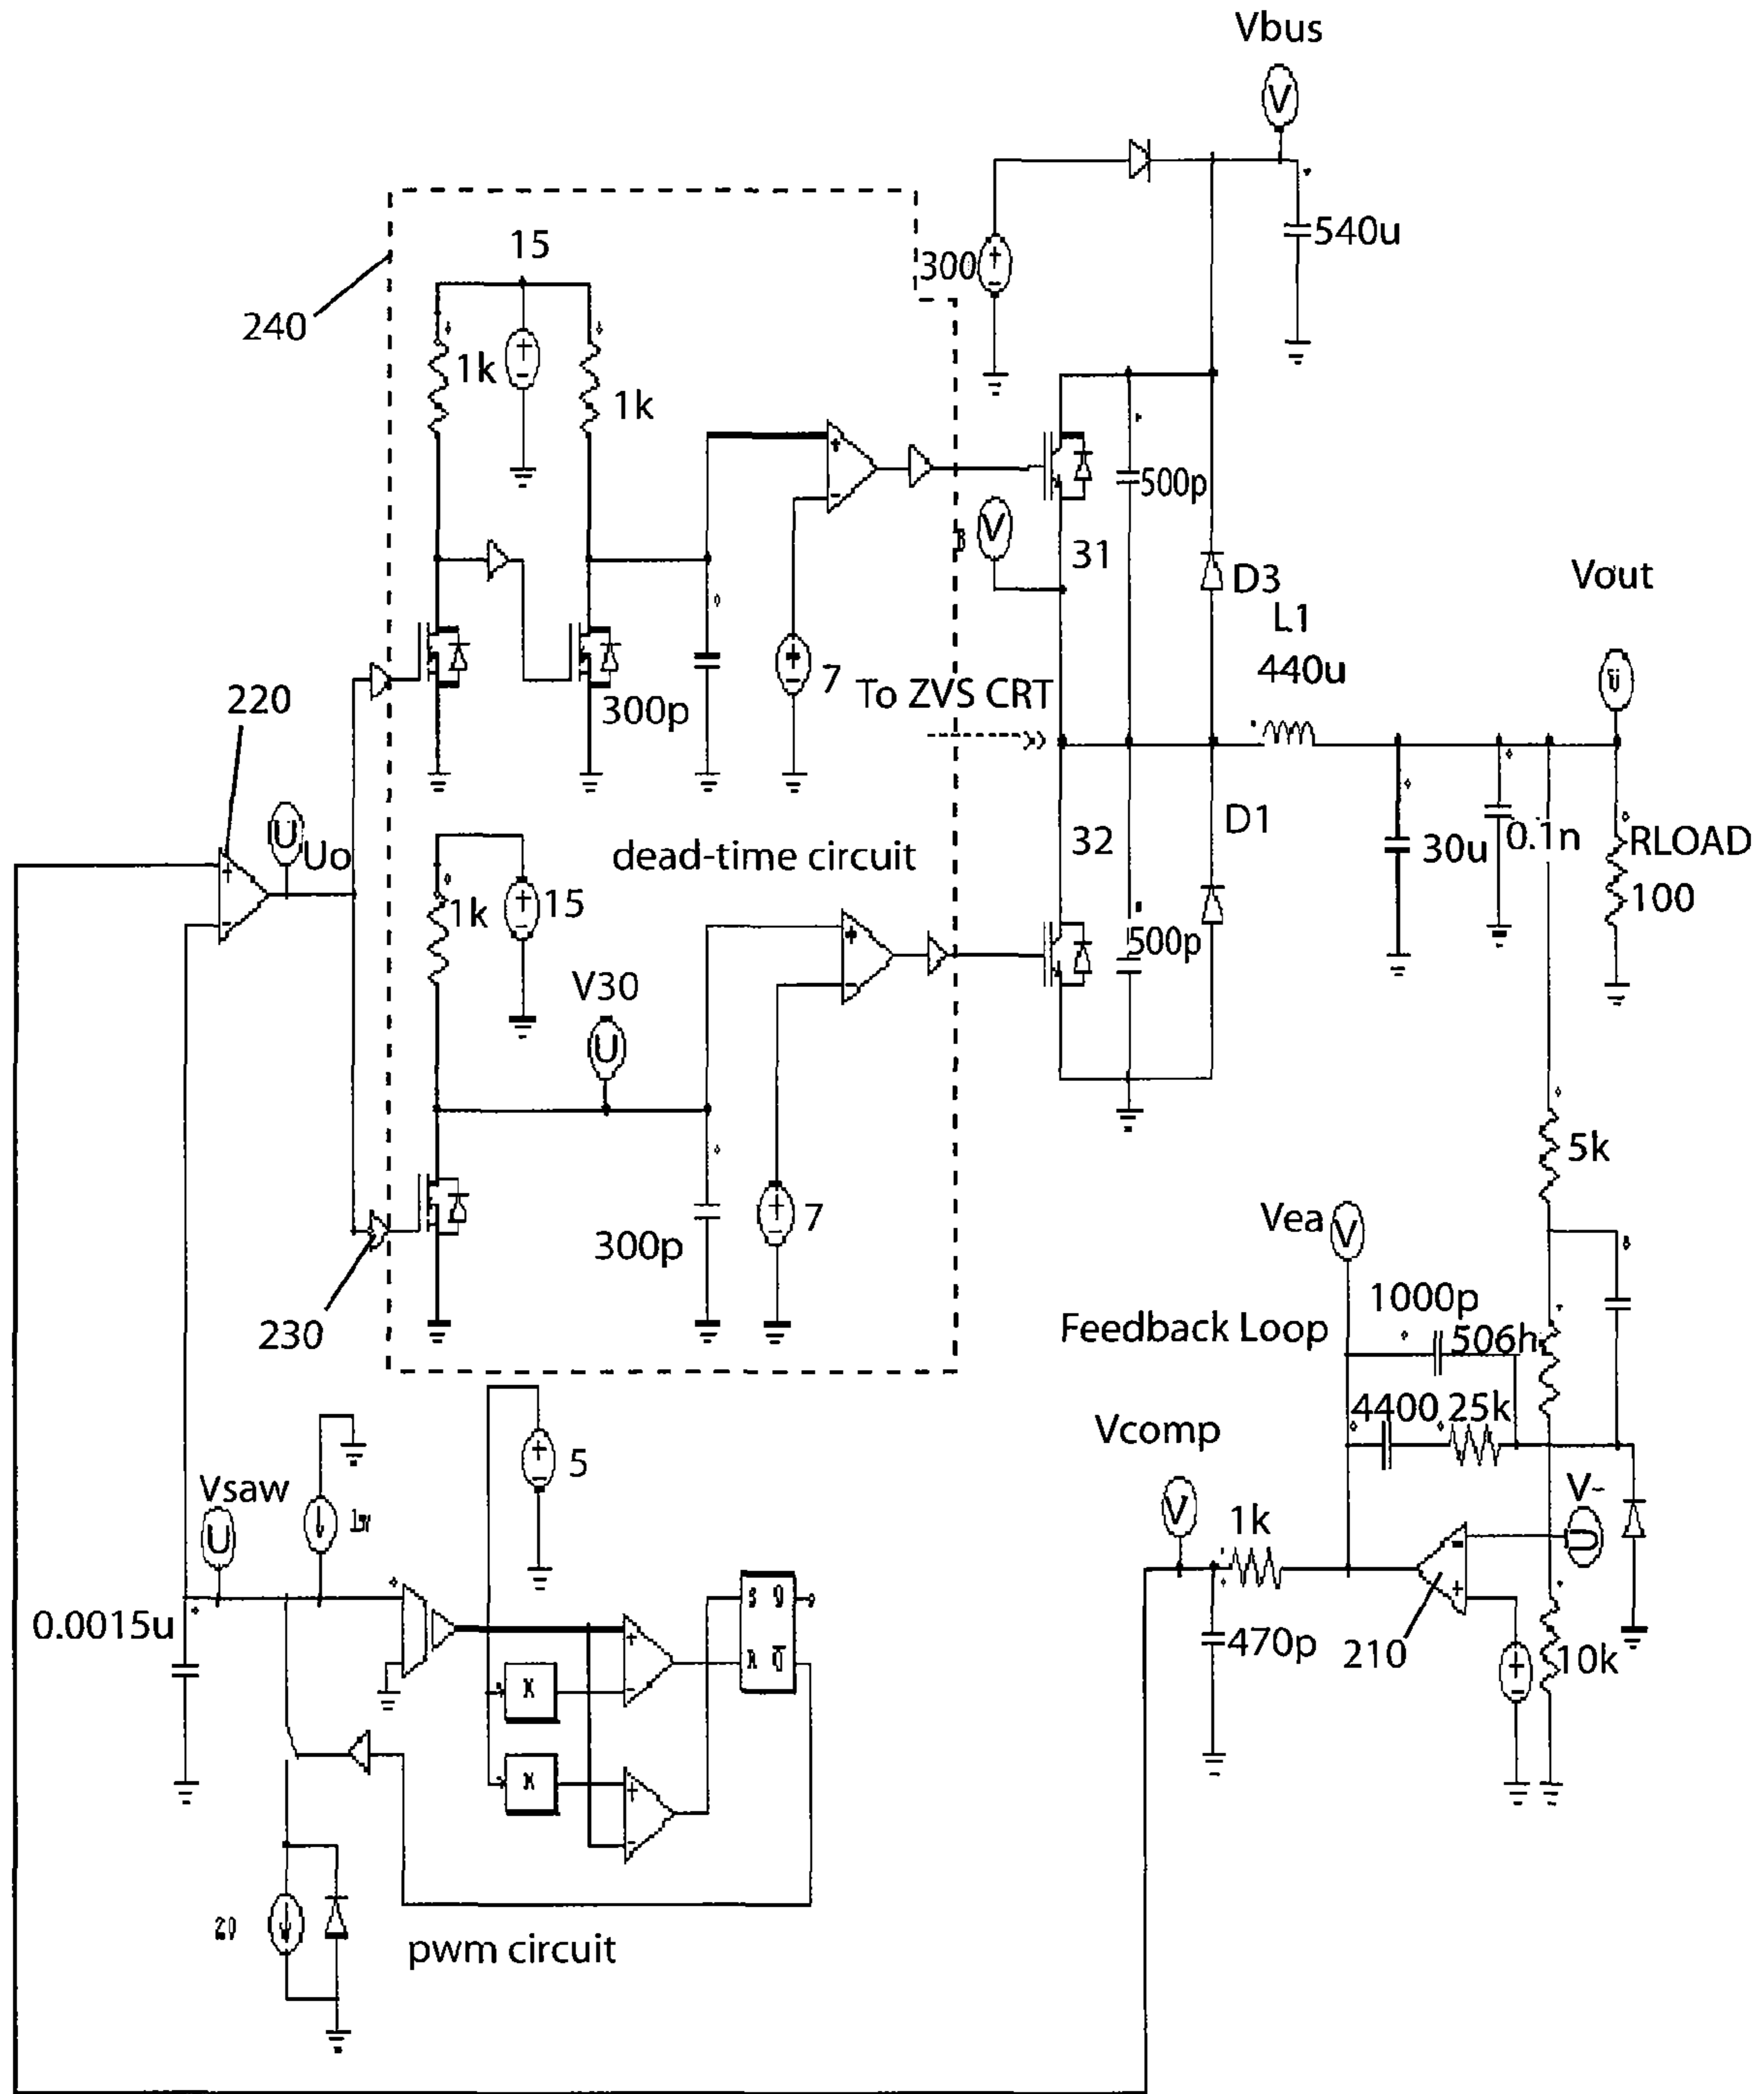 Vbus
V
540u
300
15
240
1k
1k
500p
V
31
D3
Vout
L1
440u
7
To ZVS CRT
300p
220
U
Uo
dead-time circuit
32
D1
30u
0.1n
RLOAD
100
1k
15
500p
V30
U
5k
Vea
V
7
300p
230
1000p
Feedback Loop
506h
4400
25k
Vcomp
V
5
Vsaw
U
V-
U
1k
0.0015u
470p
210
10k
K
K
20
pwm circuit